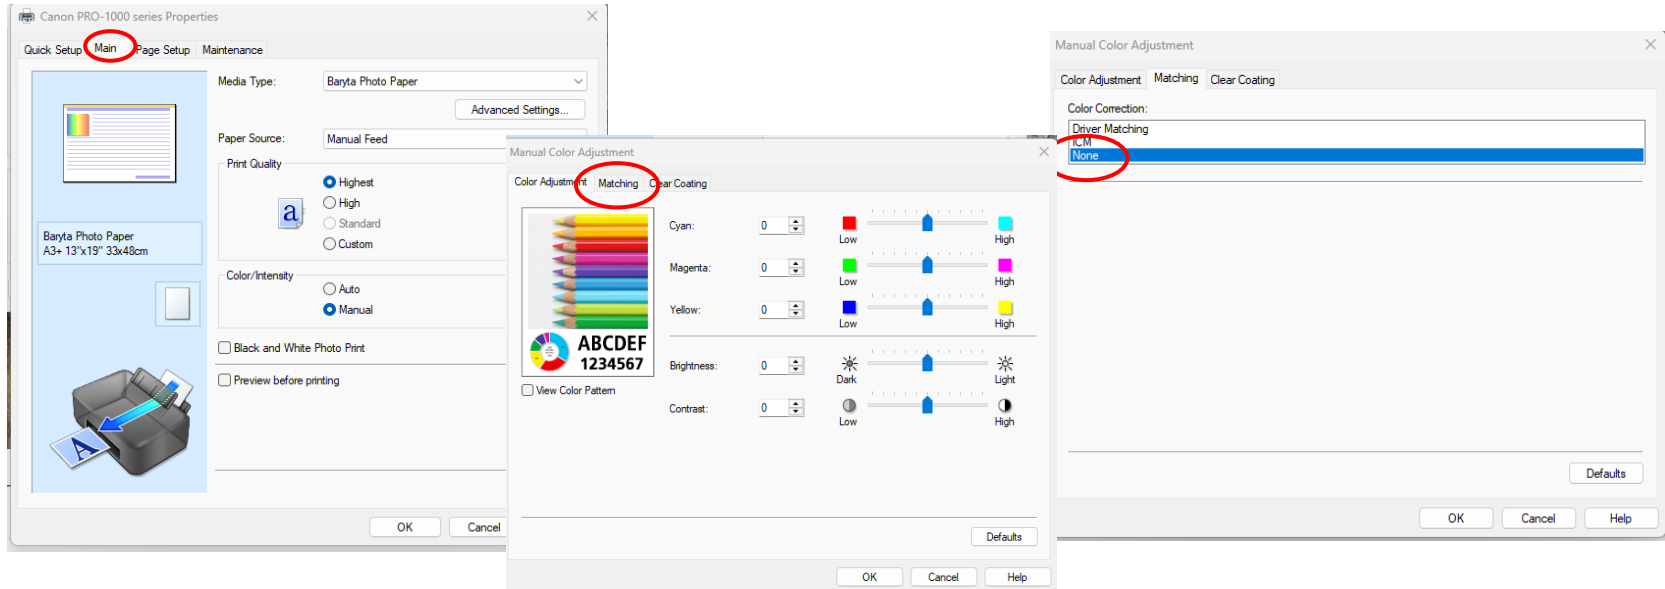 Canon PRO-1000 series Properties
Quick Setup Main Page Setup Maintenance
Media Type: Baryta Photo Paper
Advanced Settings...
Paper Source: Manual Feed
Print Quality
Highest
High
Standard
Custom
a
Baryta Photo Paper
A3+ 13"x19" 33x48cm
Color/Intensity
Auto
Manual
Black and White Photo Print
Preview before printing
A
OK Cancel
Manual Color Adjustment
Color Adjustment Matching Clear Coating
ABCDEF
1234567
View Color Pattern
Cyan: 0 Low High
Magenta: 0 Low High
Yellow: 0 Low High
Brightness: 0 Dark Light
Contrast: 0 Low High
Defaults
OK Cancel Help
Manual Color Adjustment
Color Adjustment Matching Clear Coating
Color Correction:
Driver Matching
ICM
None
Defaults
OK Cancel Help